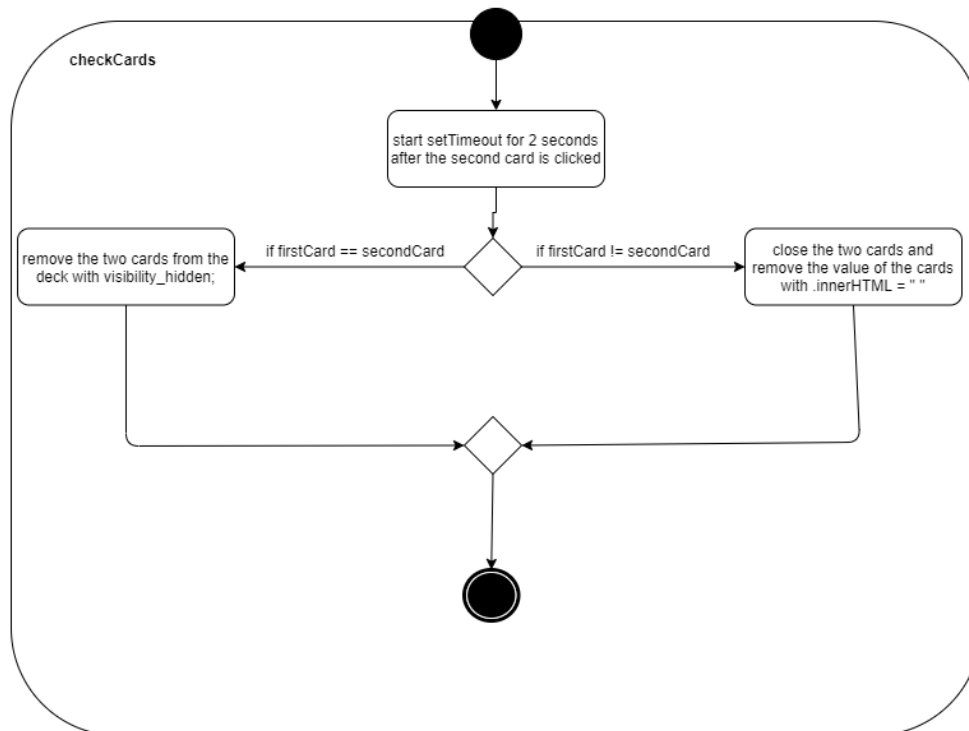 checkCards
start setTimeout for 2 seconds
after the second card is clicked
remove the two cards from the
deck with visibility_hidden;
if firstCard == secondCard
if firstCard != secondCard
close the two cards and
remove the value of the cards
with .innerHTML = " "